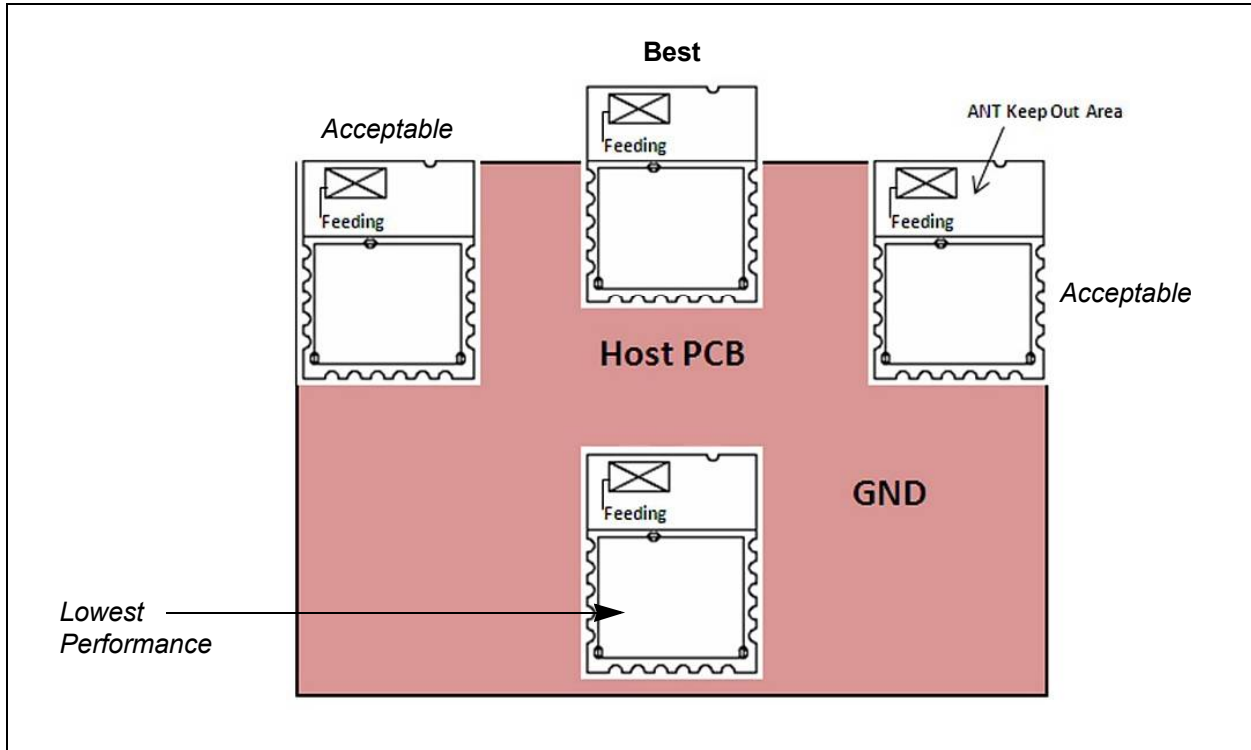 Best
Acceptable
ANT Keep Out Area
Feeding
Feeding
Feeding
Acceptable
Host PCB
Feeding
GND
Lowest
Performance